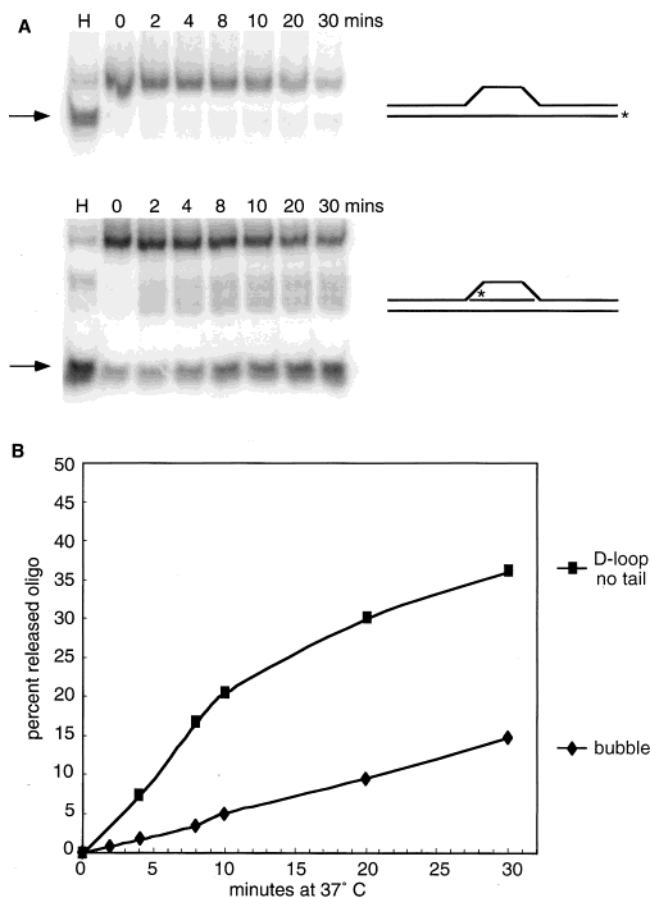 A
H 0 2 4 8 10 20 30 mins
*
H 0 2 4 8 10 20 30 mins
*
B
50
45
40
35
30
25
20
15
10
5
0
percent released oligo
0 5 10 15 20 25 30
minutes at 37° C
D-loop
no tail
bubble